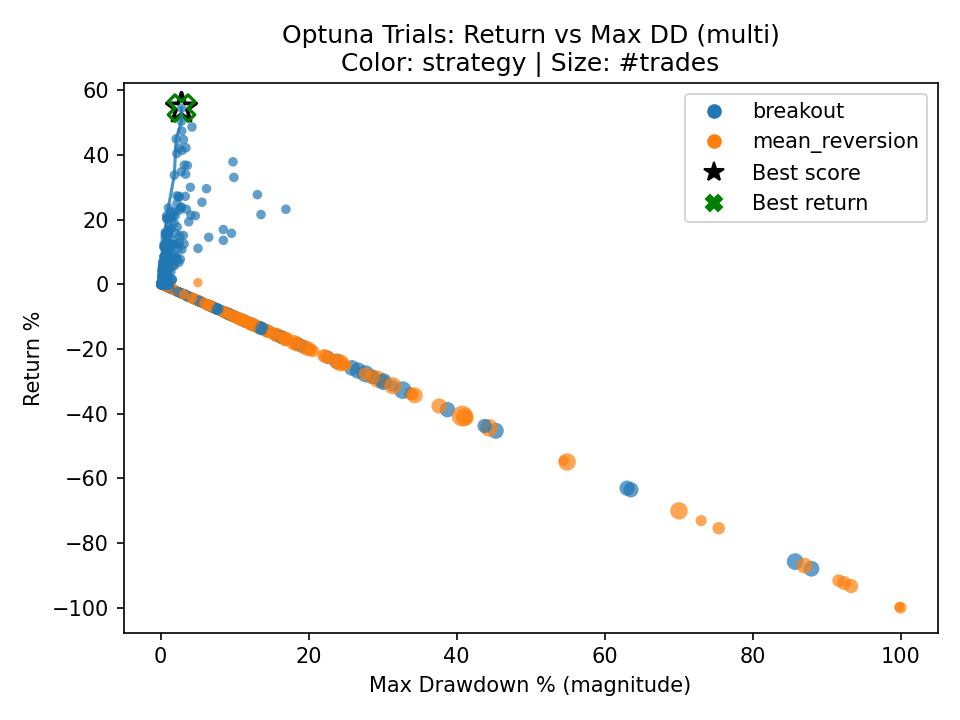 Optuna Trials: Return vs Max DD (multi)
Color: strategy | Size: #trades
60
40
20
0
−20
−40
−60
−80
−100
Return %
breakout
mean_reversion
Best score
Best return
0
20
40
60
80
100
Max Drawdown % (magnitude)